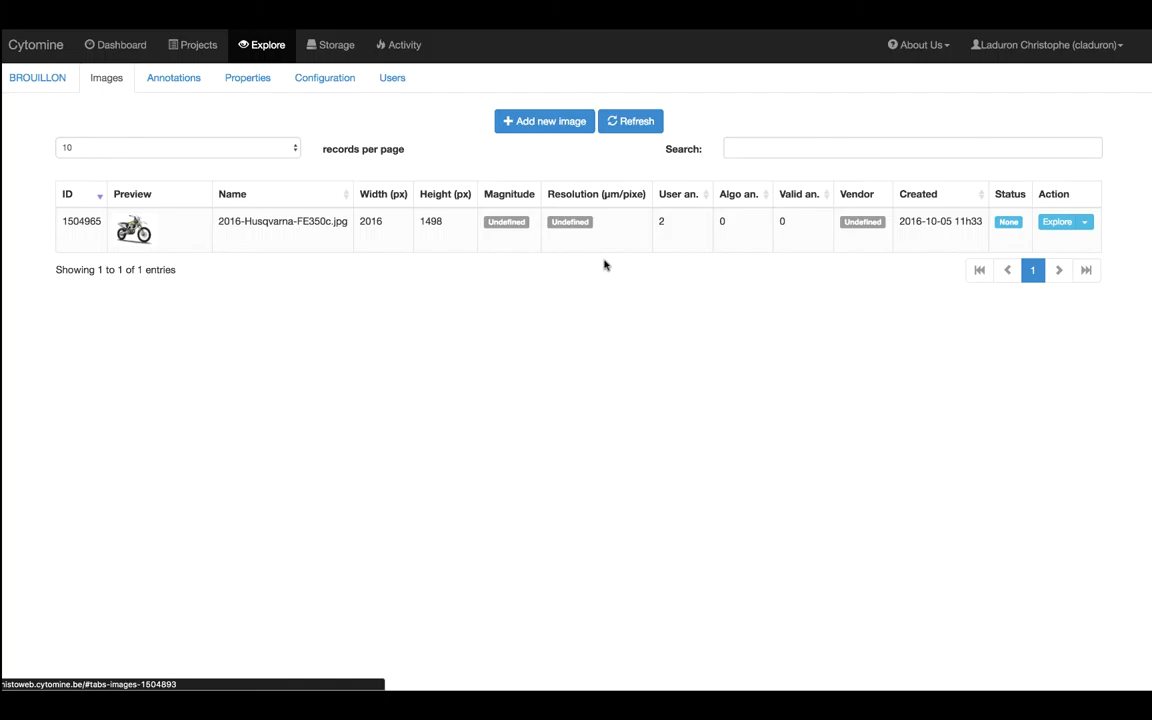 Cytomine Dashboard Projects Explore Storage Activity About Us Laduron Christophe (claduron)
BROUILLON Images Annotations Properties Configuration Users
Add new image Refresh
10 records per page Search:
ID Preview Name Width (px) Height (px) Magnitude Resolution (µm/pixe) User an. Algo an. Valid an. Vendor Created Status Action
1504965 2016-Husqvarna-FE350c.jpg 2016 1498 Undefined Undefined 2 0 0 Undefined 2016-10-05 11h33 None Explore
Showing 1 to 1 of 1 entries 1
histoweb.cytomine.be/#tabs-images-1504893